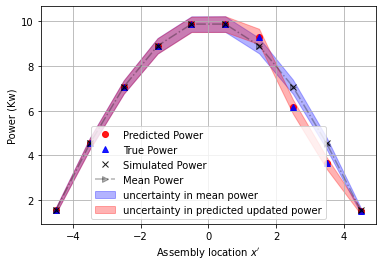 10
8
6
4
2
Power (Kw)
Predicted Power
True Power
Simulated Power
Mean Power
uncertainty in mean power
uncertainty in predicted updated power
−4
−2
0
2
4
Assembly location x′